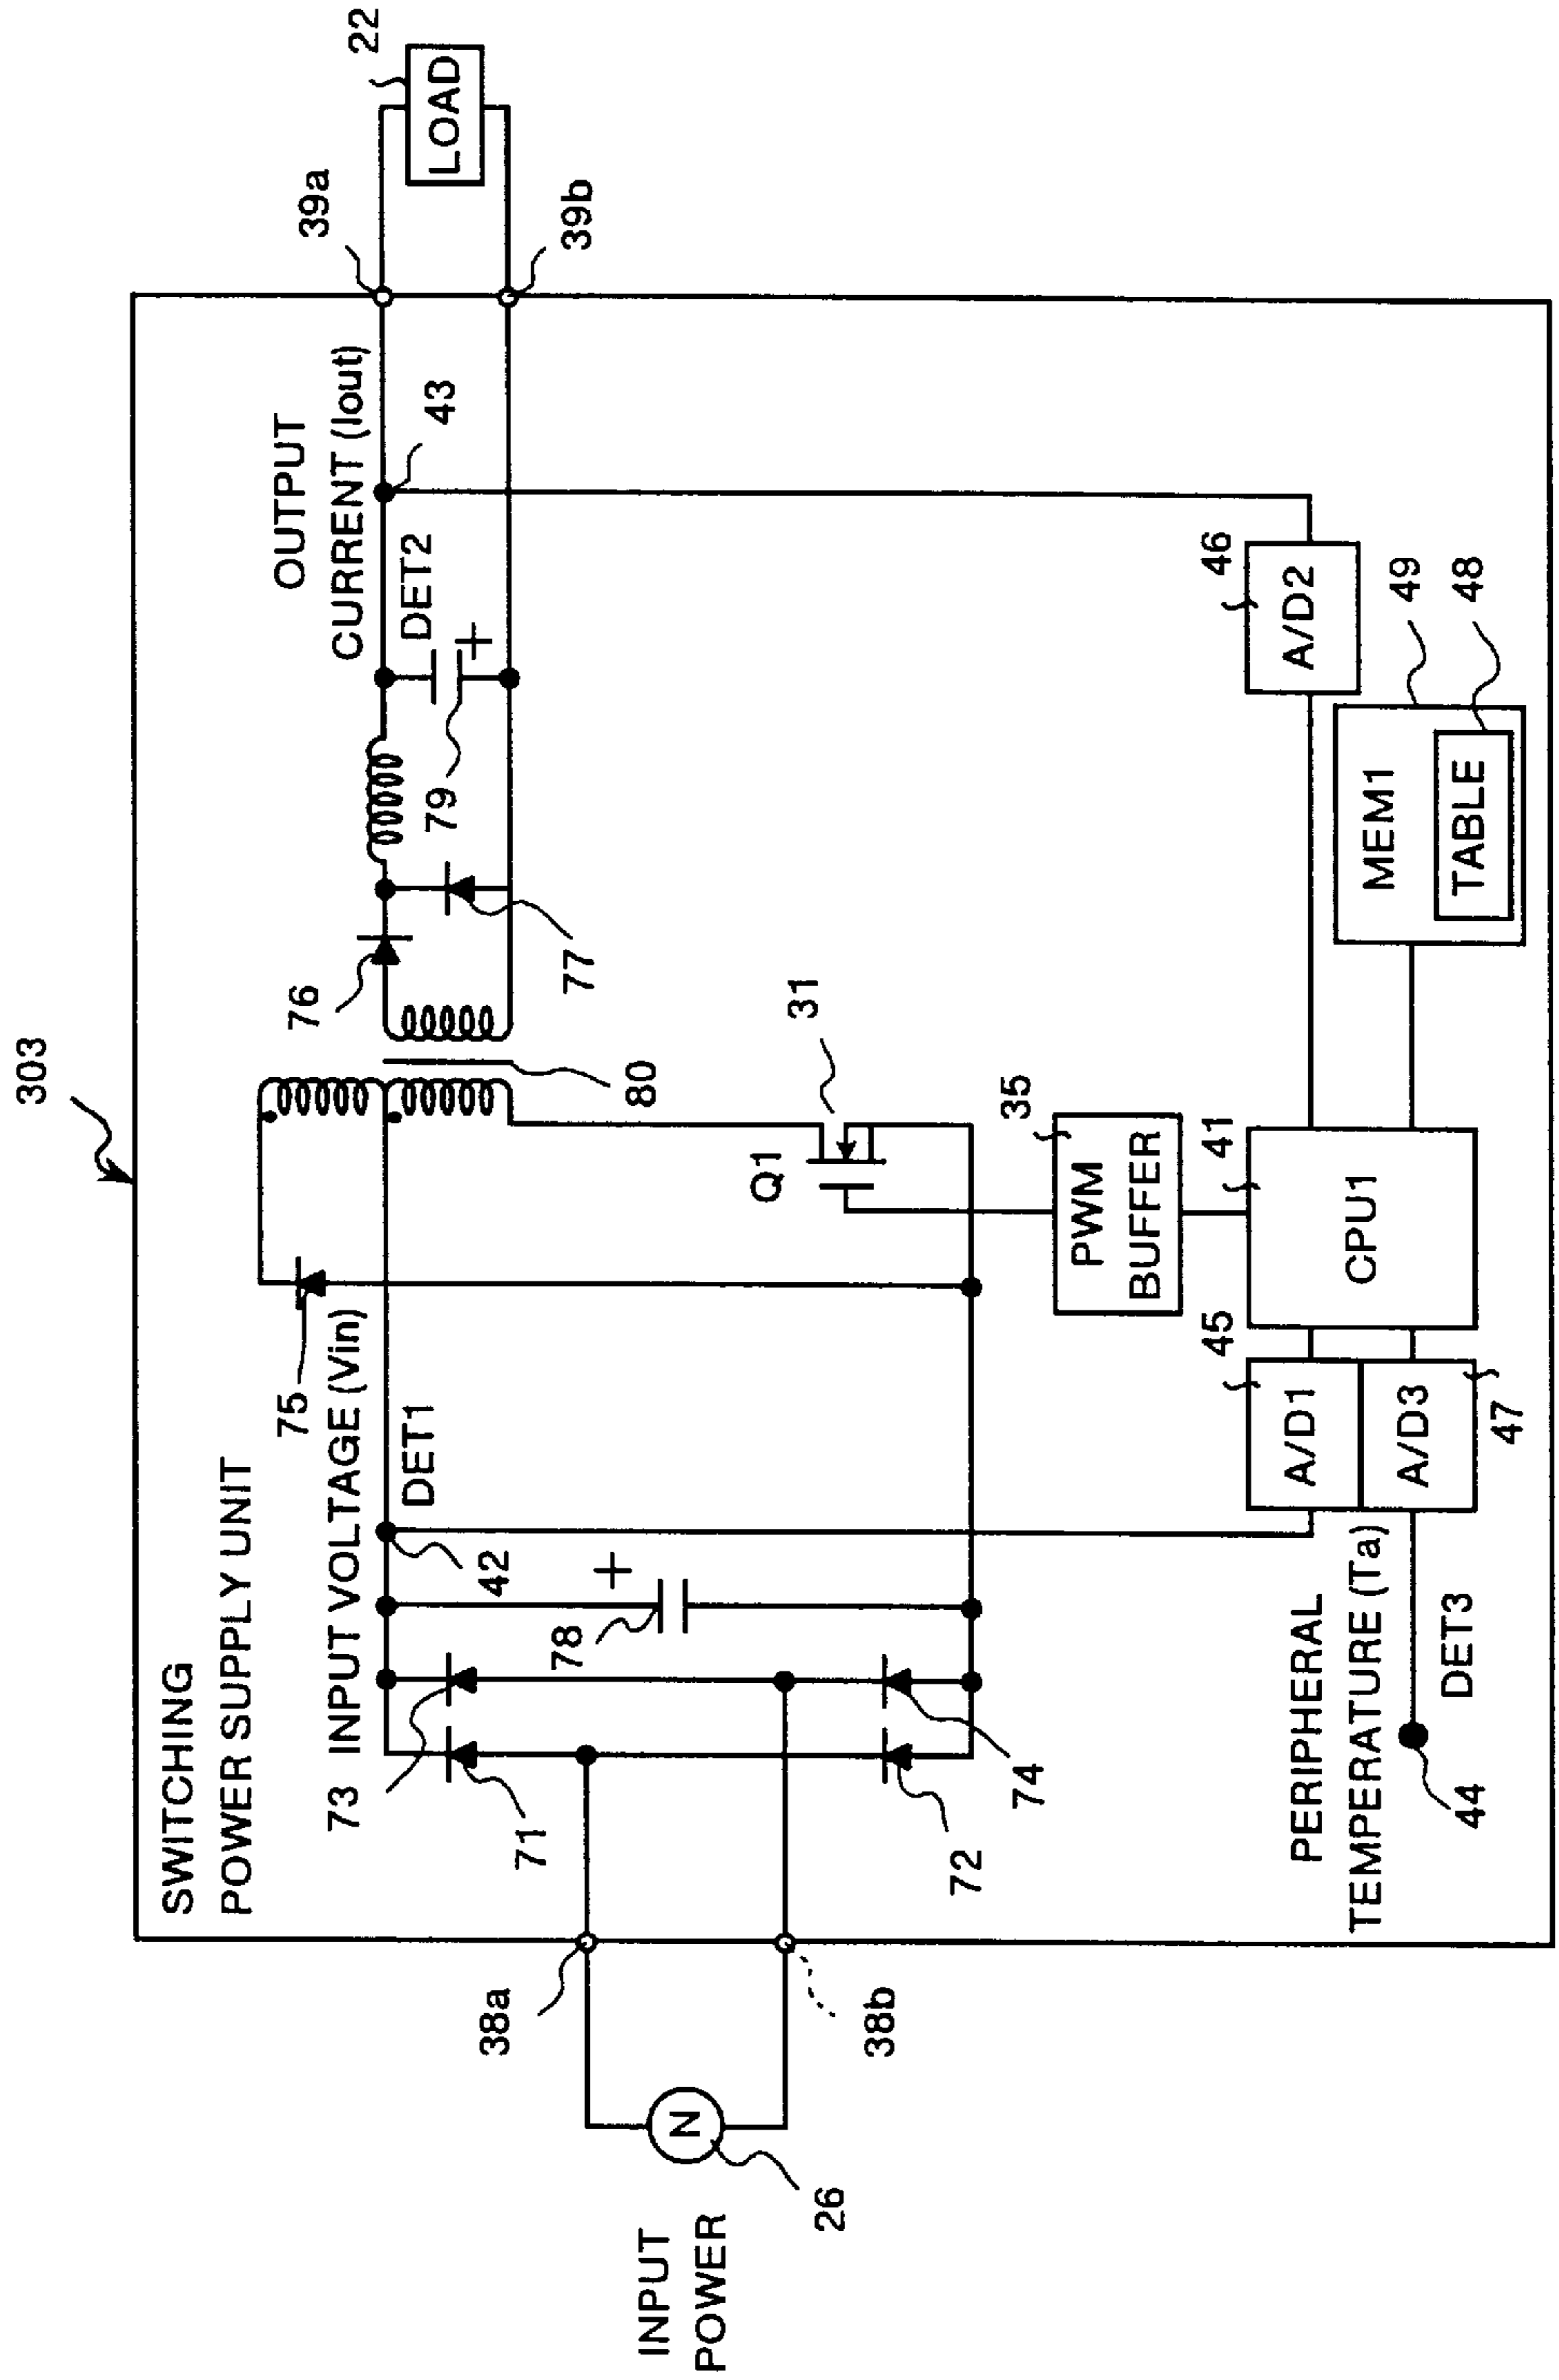 303
SWITCHING
POWER SUPPLY UNIT
75
73 INPUT VOLTAGE (Vin)
DET1
42
78
71
72
74
38a
38b
INPUT
POWER
N
26
80
76
77
79
+
+
OUTPUT
CURRENT (Iout)
DET2
43
39a
39b
22
LOAD
Q1
31
35
PWM
BUFFER
41
CPU1
45
A/D1
A/D3
47
46
A/D2
49
48
MEM1
TABLE
PERIPHERAL
TEMPERATURE (Ta)
DET3
44